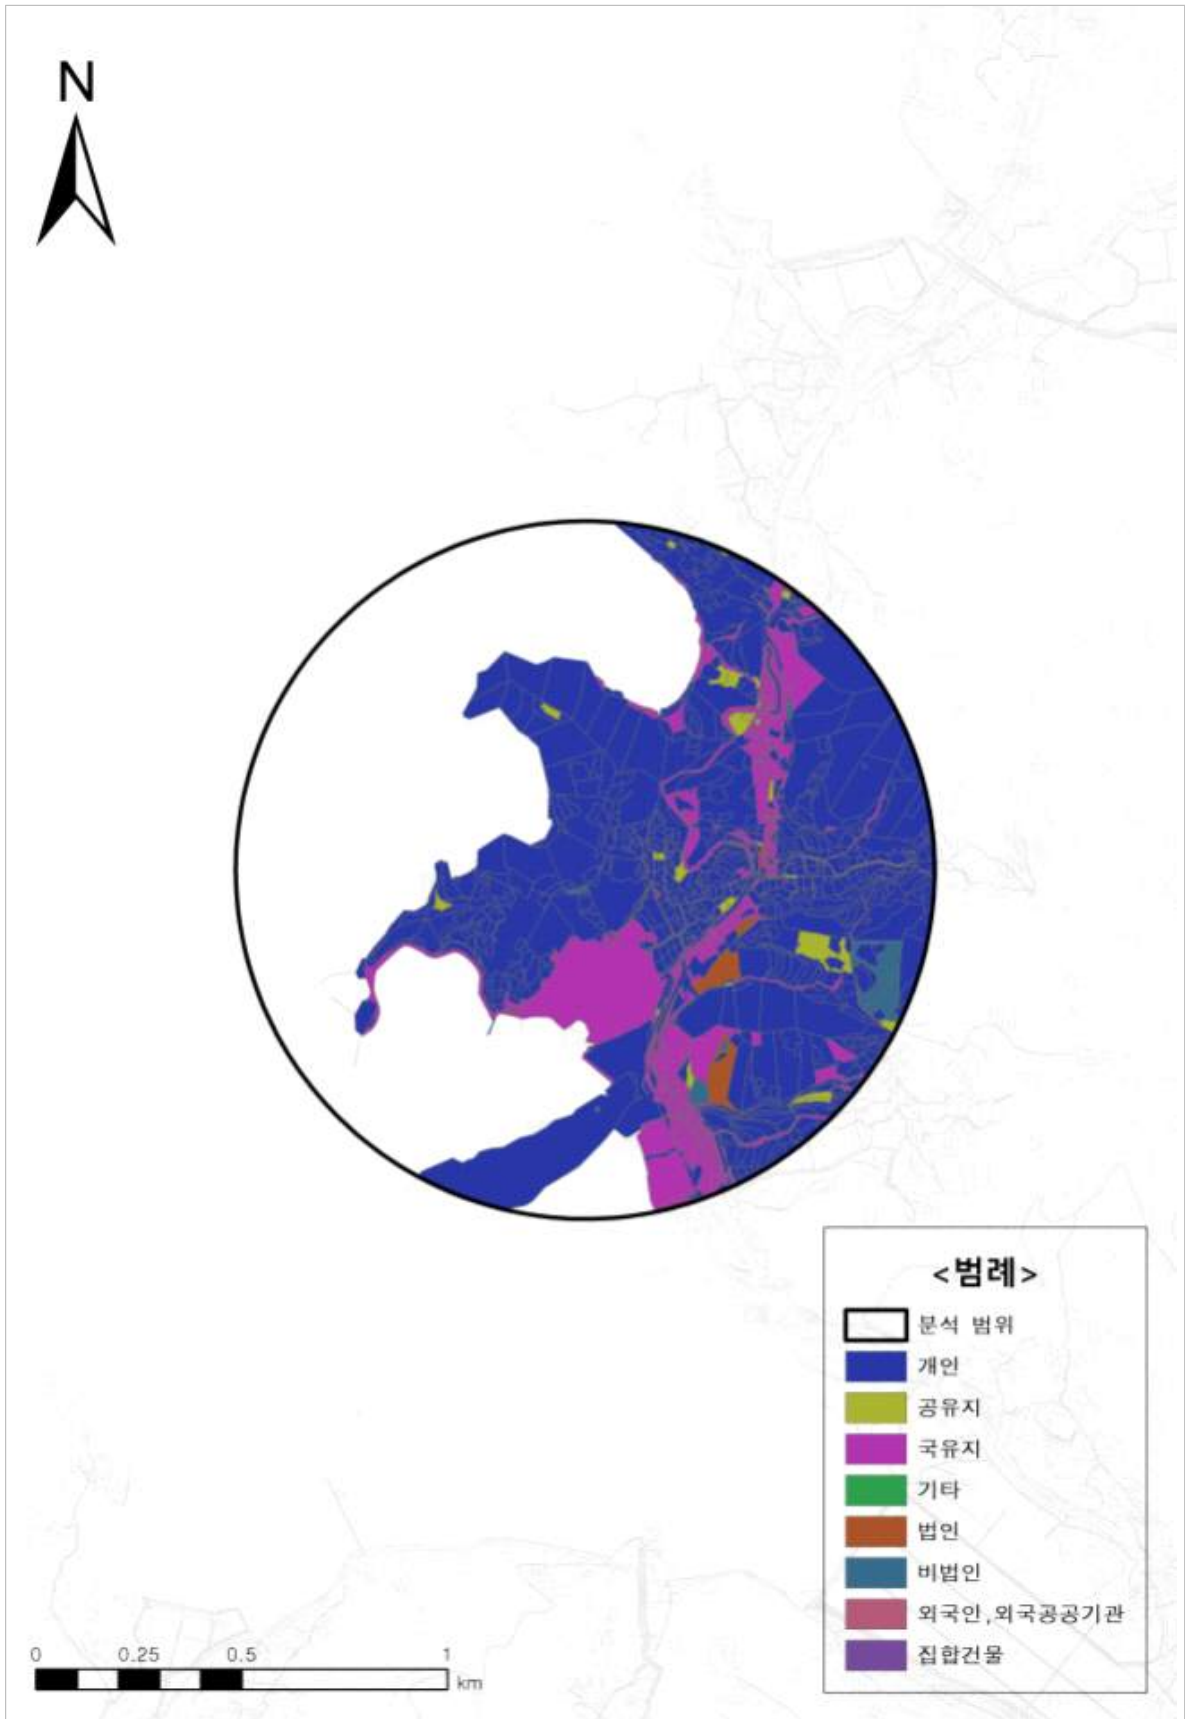 N
<범례>
분석 범위
개인
공유지
국유지
기타
법인
비법인
외국인,외국공공기관
집합건물
0 0.25 0.5 1
km